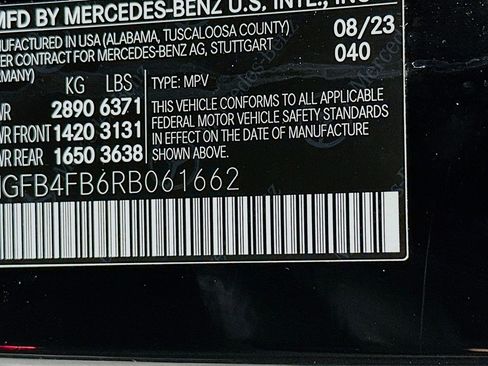 MFD BY MERCEDES-BENZ U.S. INTL., INC
NUFACTURED IN USA (ALABAMA, TUSCALOOSA COUNTY) 08/23
ER CONTRACT FOR MERCEDES-BENZ AG, STUTTGART 040
RMANY)
KG LBS TYPE: MPV
WR 2890 6371 THIS VEHICLE CONFORMS TO ALL APPLICABLE
FEDERAL MOTOR VEHICLE SAFETY STANDARDS
WR FRONT 1420 3131 IN EFFECT ON THE DATE OF MANUFACTURE
WR REAR 1650 3638 SHOWN ABOVE.
GFB4FB6RB061662